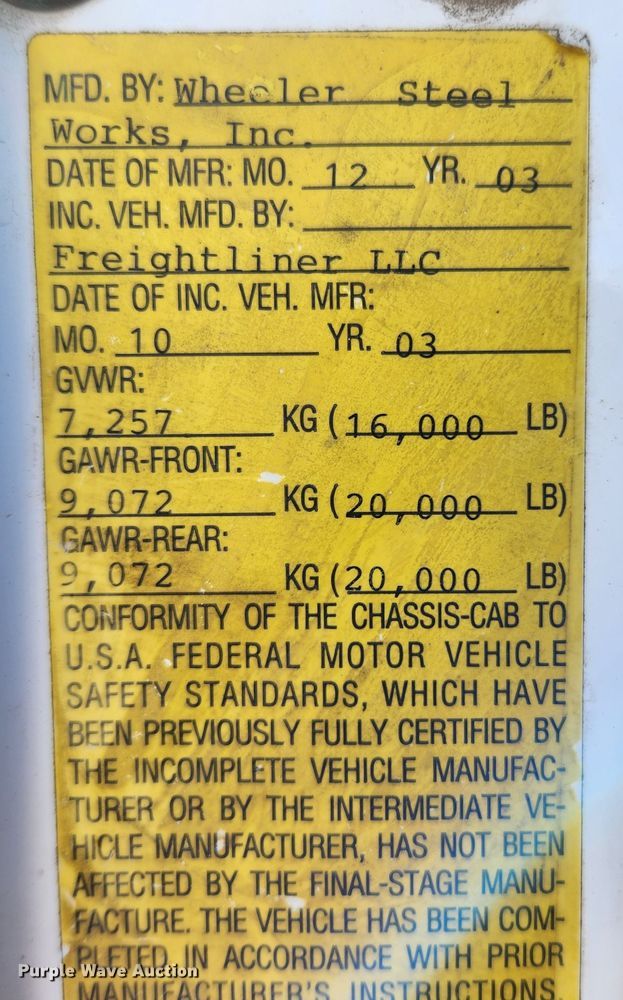 MFD. BY: Wheeler Steel
Works, Inc.
DATE OF MFR: MO. 12 YR. 03
INC. VEH. MFD. BY:
Freightliner LLC
DATE OF INC. VEH. MFR:
MO. 10 YR. 03
GVWR:
7,257 KG (16,000 LB)
GAWR-FRONT:
9,072 KG (20,000 LB)
GAWR-REAR:
9,072 KG (20,000 LB)
CONFORMITY OF THE CHASSIS-CAB TO
U.S.A. FEDERAL MOTOR VEHICLE
SAFETY STANDARDS, WHICH HAVE
BEEN PREVIOUSLY FULLY CERTIFIED BY
THE INCOMPLETE VEHICLE MANUFAC-
TURER OR BY THE INTERMEDIATE VE-
HICLE MANUFACTURER, HAS NOT BEEN
AFFECTED BY THE FINAL-STAGE MANU-
FACTURE. THE VEHICLE HAS BEEN COM-
PLETED IN ACCORDANCE WITH PRIOR
Purple Wave Auction
MANUFACTURER'S INSTRUCTIONS